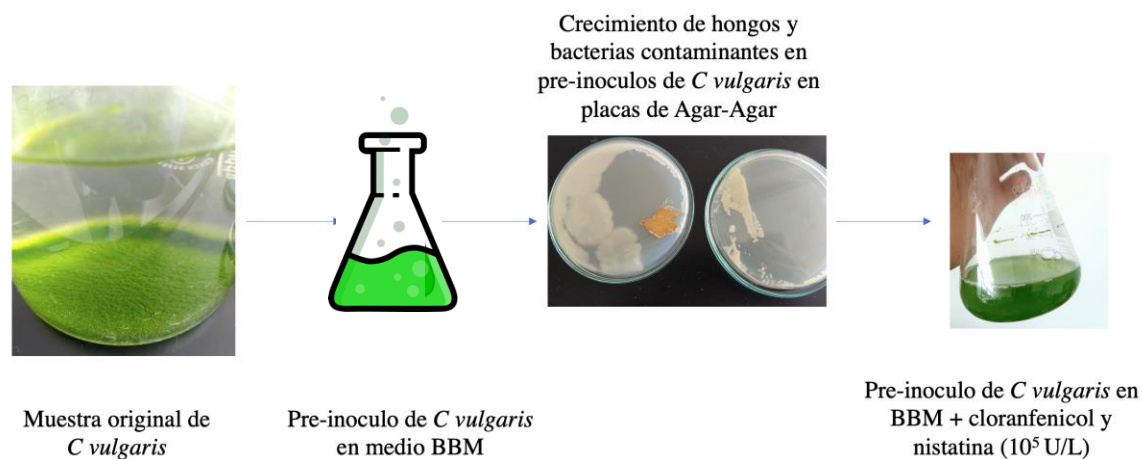 Crecimiento de hongos y
bacterias contaminantes en
pre-inoculos de C vulgaris en
placas de Agar-Agar
Muestra original de
C vulgaris
Pre-inoculo de C vulgaris
en medio BBM
Pre-inoculo de C vulgaris en
BBM + cloranfenicol y
nistatina (10⁵ U/L)